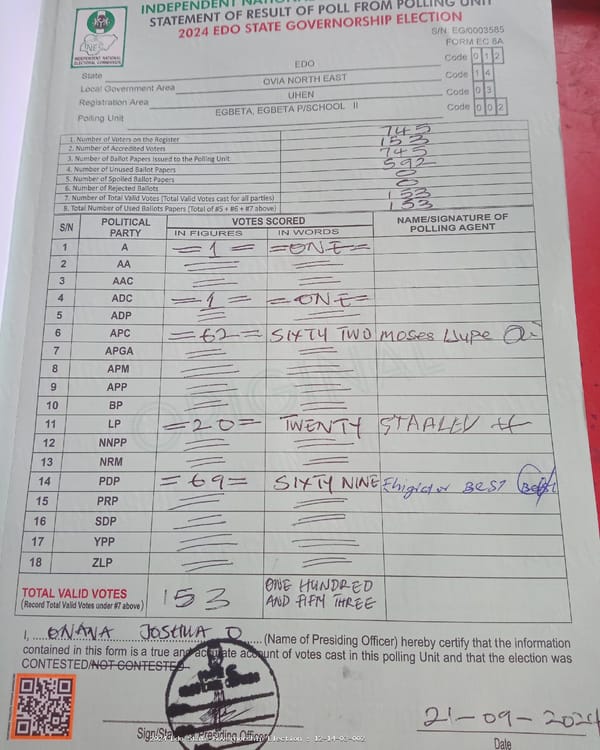 INDEPENDENT NATIONAL
STATEMENT OF RESULT OF POLL FROM POLLING UNIT
2024 EDO STATE GOVERNORSHIP ELECTION
S/N: EG/0003585
FORM EC 8A
INEC
INDEPENDENT NATIONAL ELECTORAL COMMISSION
State EDO Code 0 1 2
Local Government Area OVIA NORTH EAST Code 1 4
Registration Area UHEN Code 0 3
Polling Unit EGBETA, EGBETA P/SCHOOL II Code 0 0 2
1. Number of Voters on the Register 745
2. Number of Accredited Voters 153
3. Number of Ballot Papers Issued to the Polling Unit 745
4. Number of Unused Ballot Papers 592
5. Number of Spoiled Ballot Papers 0
6. Number of Rejected Ballots 0
7. Number of Total Valid Votes (Total Valid Votes cast for all parties) 153
8. Total Number of Used Ballots Papers (Total of #5 + #6 + #7 above) 153
S/N POLITICAL PARTY VOTES SCORED NAME/SIGNATURE OF POLLING AGENT
IN FIGURES IN WORDS
1 A =1= =ONE=
2 AA
3 AAC
4 ADC =1= =ONE=
5 ADP
6 APC =62= SIXTY TWO MOSES
7 APGA
8 APM
9 APP
10 BP
11 LP =20= TWENTY
12 NNPP
13 NRM
14 PDP =69= SIXTY NINE BEST
15 PRP
16 SDP
17 YPP
18 ZLP
TOTAL VALID VOTES 153 ONE HUNDRED AND FIFTY THREE
(Record Total Valid Votes under #7 above)
I, ONANA JOSHUA O (Name of Presiding Officer) hereby certify that the information
contained in this form is a true and accurate account of votes cast in this polling Unit and that the election was
CONTESTED/NOT CONTESTED
Sign/Stamp Presiding Officer
21-09-2024
Date